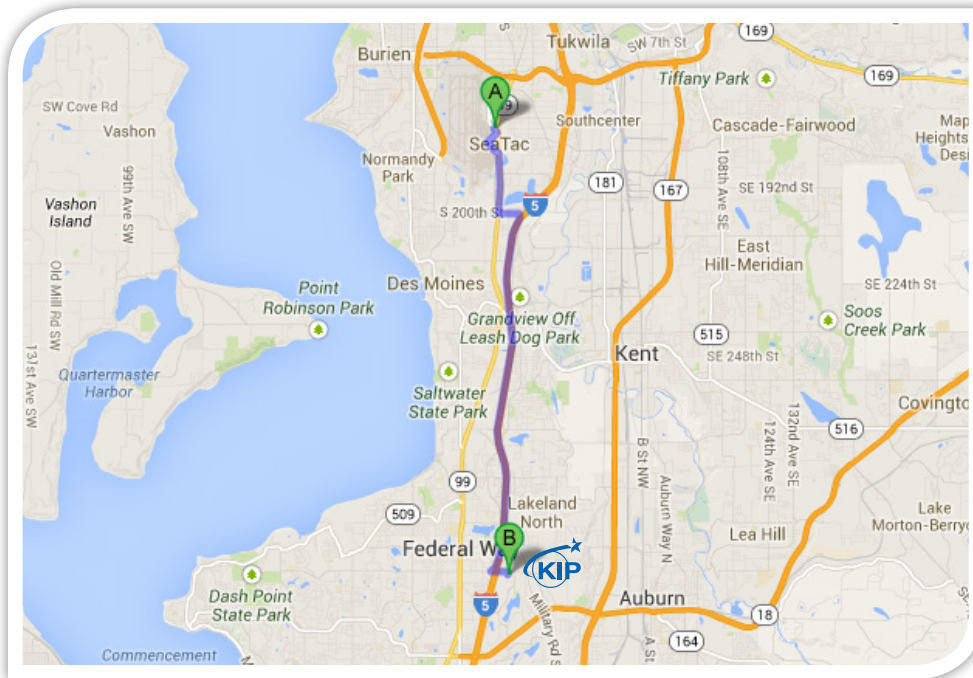 169
Tukwila
SW 7th St
Burien
Tiffany Park
169
A
SW Cove Rd
Vashon
SeaTac
Southcenter
Cascade-Fairwood
Map
Heights-
Normandy
Park
99th Ave SW
108th Ave SE
181
167
SE 192nd St
Vashon
Island
S 200th St
5
East
Hill-Meridian
Old Mill Rd SW
Des Moines
SE 224th St
Point
Robinson Park
Grandview Off
Leash Dog Park
Soos
Creek Park
515
Kent
SE 248th St
131st Ave SW
Quartermaster
Harbor
Saltwater
State Park
132nd Ave SE
124th Ave SE
516
B St NW
Auburn Way N
99
509
Lakeland
North
Lake
Lea Hill
B
Federal
KIP
Dash Point
State Park
5
Military Rd S
Auburn
18
A St
164
Commencement